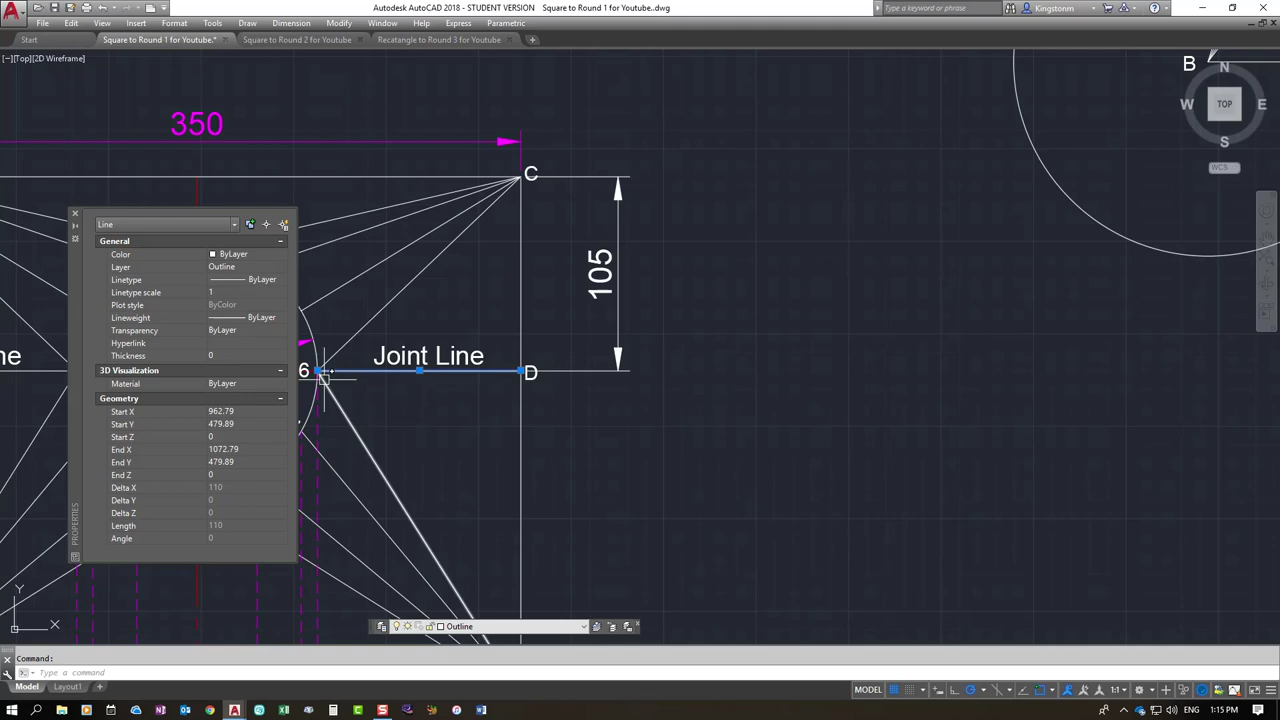 Autodesk AutoCAD 2018 - STUDENT VERSION Square to Round 1 for Youtube..dwg
Type a keyword or phrase
Kingstonm
File Edit View Insert Format Tools Draw Dimension Modify Window Help Express Parametric
Start Square to Round 1 for Youtube.* Square to Round 2 for Youtube Recatangle to Round 3 for Youtube
[−][Top][2D Wireframe]
B
N
W TOP E
S
WCS
350
C
105
Line
General
Color ByLayer
Layer Outline
Linetype ByLayer
Linetype scale 1
Plot style ByColor
Lineweight ByLayer
Transparency ByLayer
Hyperlink
Thickness 0
3D Visualization
Material ByLayer
Geometry
Start X 962.79
Start Y 479.89
Start Z 0
End X 1072.79
End Y 479.89
End Z 0
Delta X 110
Delta Y 0
Delta Z 0
Length 110
Angle 0
PROPERTIES
ne
6
Joint Line
D
Y
X
Outline
Command:
Type a command
Model Layout1 +
MODEL 1:1
1:15 PM